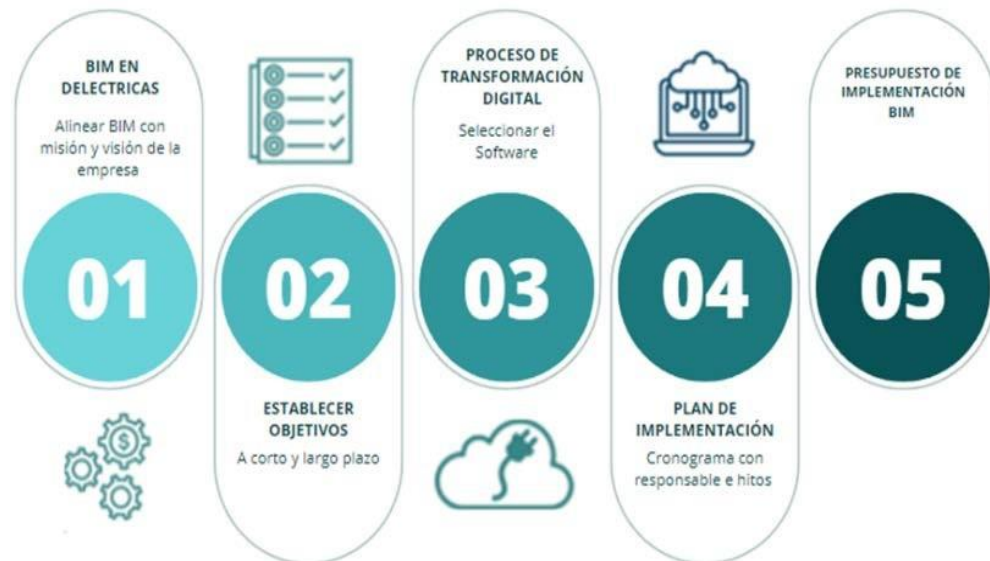 BIM EN
DELECTRICAS
Alinear BIM con
misión y visión de la
empresa
01
02
ESTABLECER
OBJETIVOS
A corto y largo plazo
PROCESO DE
TRANSFORMACIÓN
DIGITAL
Seleccionar el
Software
03
04
PLAN DE
IMPLEMENTACIÓN
Cronograma con
responsable e hitos
PRESUPUESTO DE
IMPLEMENTACIÓN
BIM
05
$